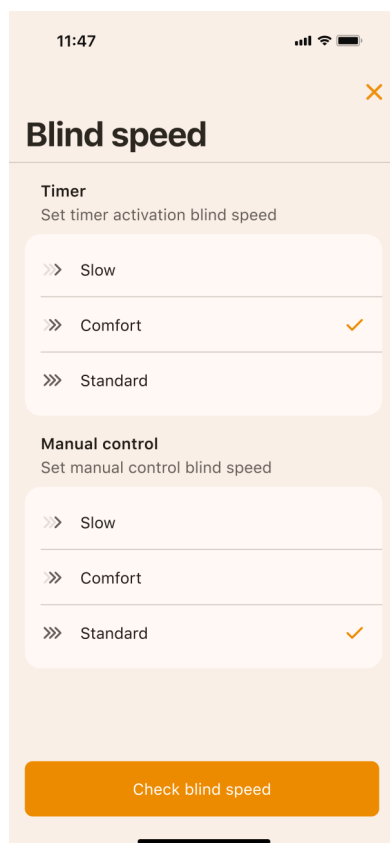 11:47
Blind speed
Timer
Set timer activation blind speed
Slow
Comfort
Standard
Manual control
Set manual control blind speed
Slow
Comfort
Standard
Check blind speed